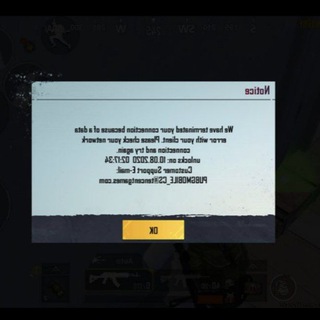 Notice
We have terminated your connection because of a data
error with your client. Please check your network
connection and try again.
unlocks on: 10.08.2020 02:17:34
Customer Support E-mail:
PUBGMOBILE_CS@tencentgames.com
OK